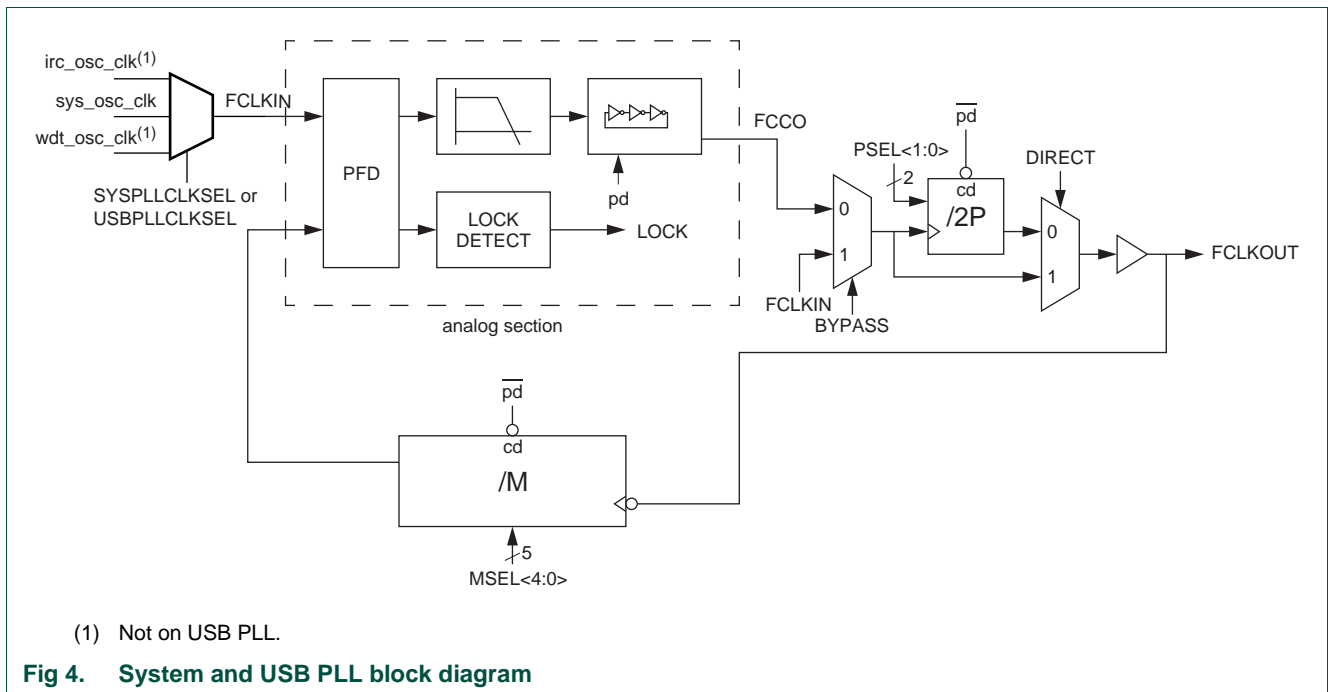 irc_osc_clk(1)
sys_osc_clk
wdt_osc_clk(1)
FCLKIN
SYSPLLCLKSEL or
USBPLLCLKSEL
PFD
LOCK
DETECT
LOCK
pd
analog section
FCCO
pd
PSEL<1:0>
2
cd
/2P
DIRECT
0
1
0
1
FCLKIN
BYPASS
FCLKOUT
pd
cd
/M
5
MSEL<4:0>
(1) Not on USB PLL.
Fig 4. System and USB PLL block diagram